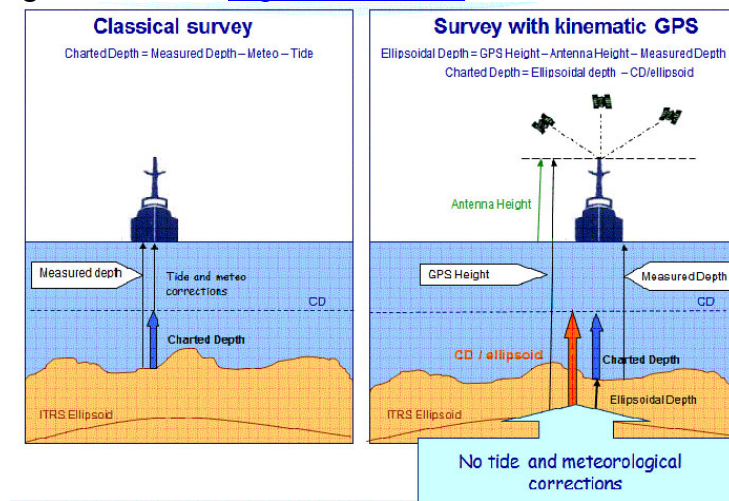 Classical survey
Charted Depth = Measured Depth – Meteo – Tide
Measured depth
Tide and meteo
corrections
CD
Charted Depth
ITRS Ellipsoid
Survey with kinematic GPS
Ellipsoidal Depth = GPS Height – Antenna Height – Measured Depth
Charted Depth = Ellipsoidal depth – CD/ellipsoid
Antenna Height
GPS Height
Measured Depth
CD
CD / ellipsoid
Charted Depth
Ellipsoidal Depth
ITRS Ellipsoid
No tide and meteorological
corrections